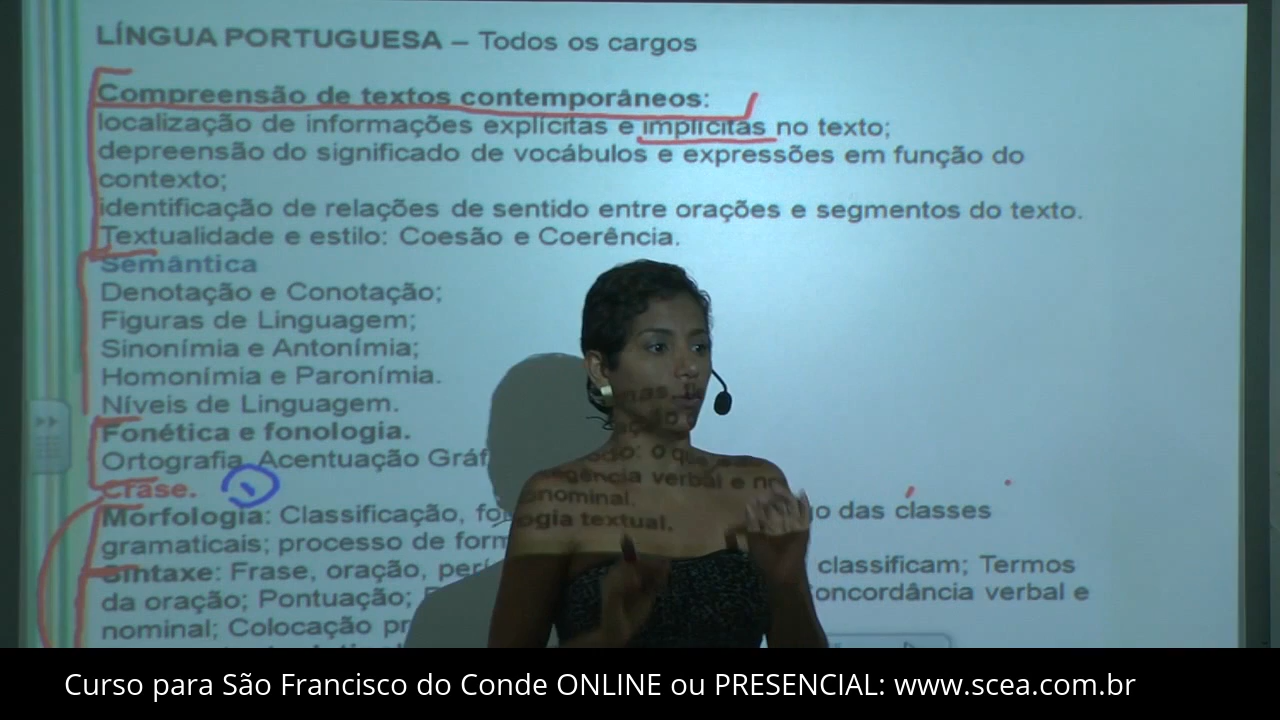 LÍNGUA PORTUGUESA – Todos os cargos
Compreensão de textos contemporâneos:
localização de informações explícitas e implícitas no texto;
depreensão do significado de vocábulos e expressões em função do
contexto;
identificação de relações de sentido entre orações e segmentos do texto.
Textualidade e estilo: Coesão e Coerência.
Semântica
Denotação e Conotação;
Figuras de Linguagem;
Sinonímia e Antonímia;
Homonímia e Paronímia.
Níveis de Linguagem.
Fonética e fonologia.
Ortografia, Acentuação Gráf
Crase.
Morfologia: Classificação, das classes
gramaticais; processo de
Sintaxe: Frase, oração, classificam; Termos
da oração; Pontuação; oncordância verbal e
nominal; Colocação
Curso para São Francisco do Conde ONLINE ou PRESENCIAL: www.scea.com.br